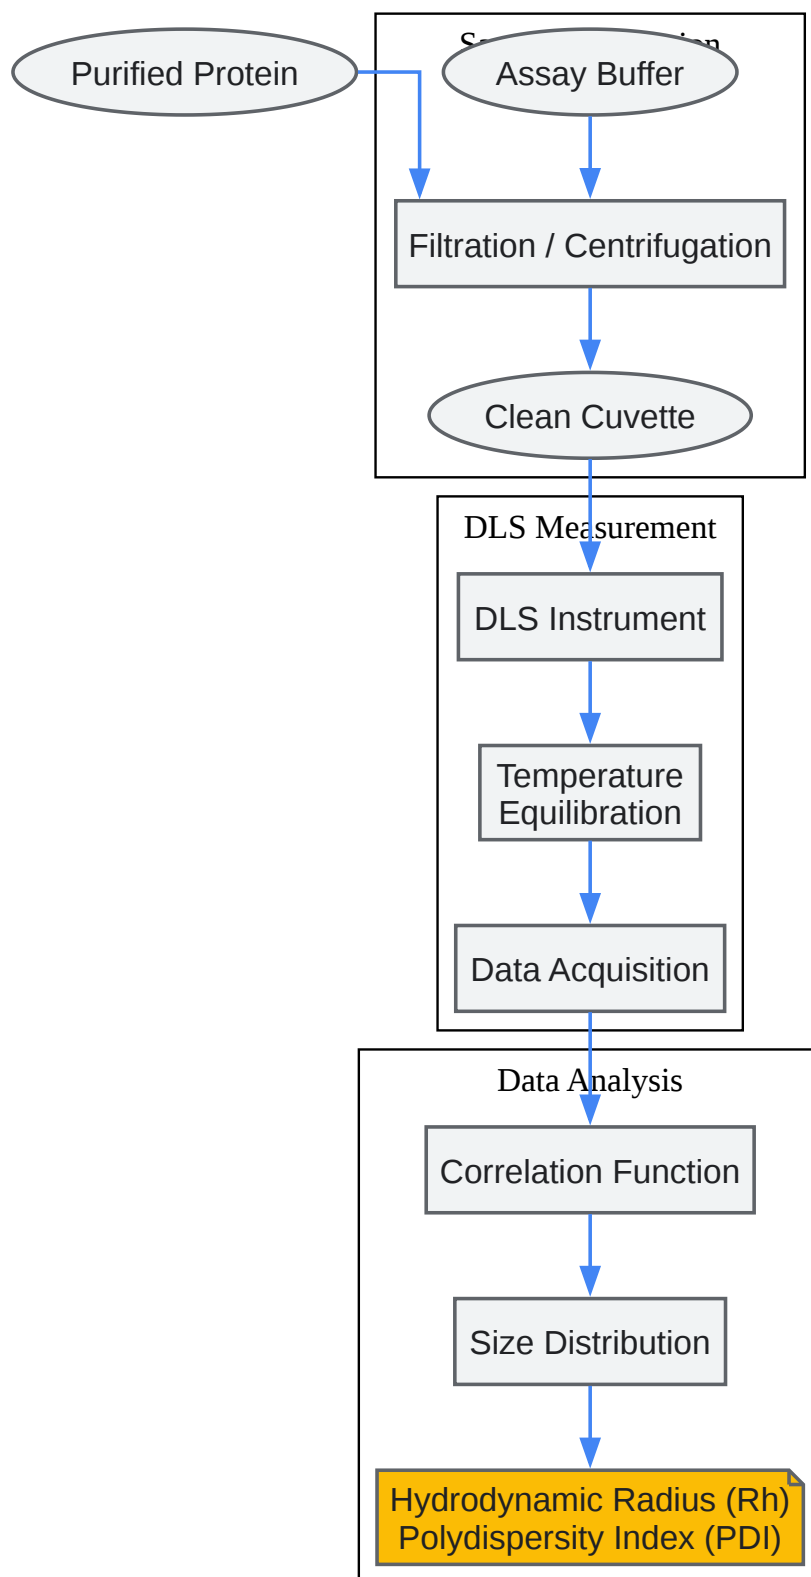 Purified Protein
Assay Buffer
Filtration / Centrifugation
Clean Cuvette
DLS Measurement
DLS Instrument
Temperature
Equilibration
Data Acquisition
Data Analysis
Correlation Function
Size Distribution
Hydrodynamic Radius (Rh)
Polydispersity Index (PDI)